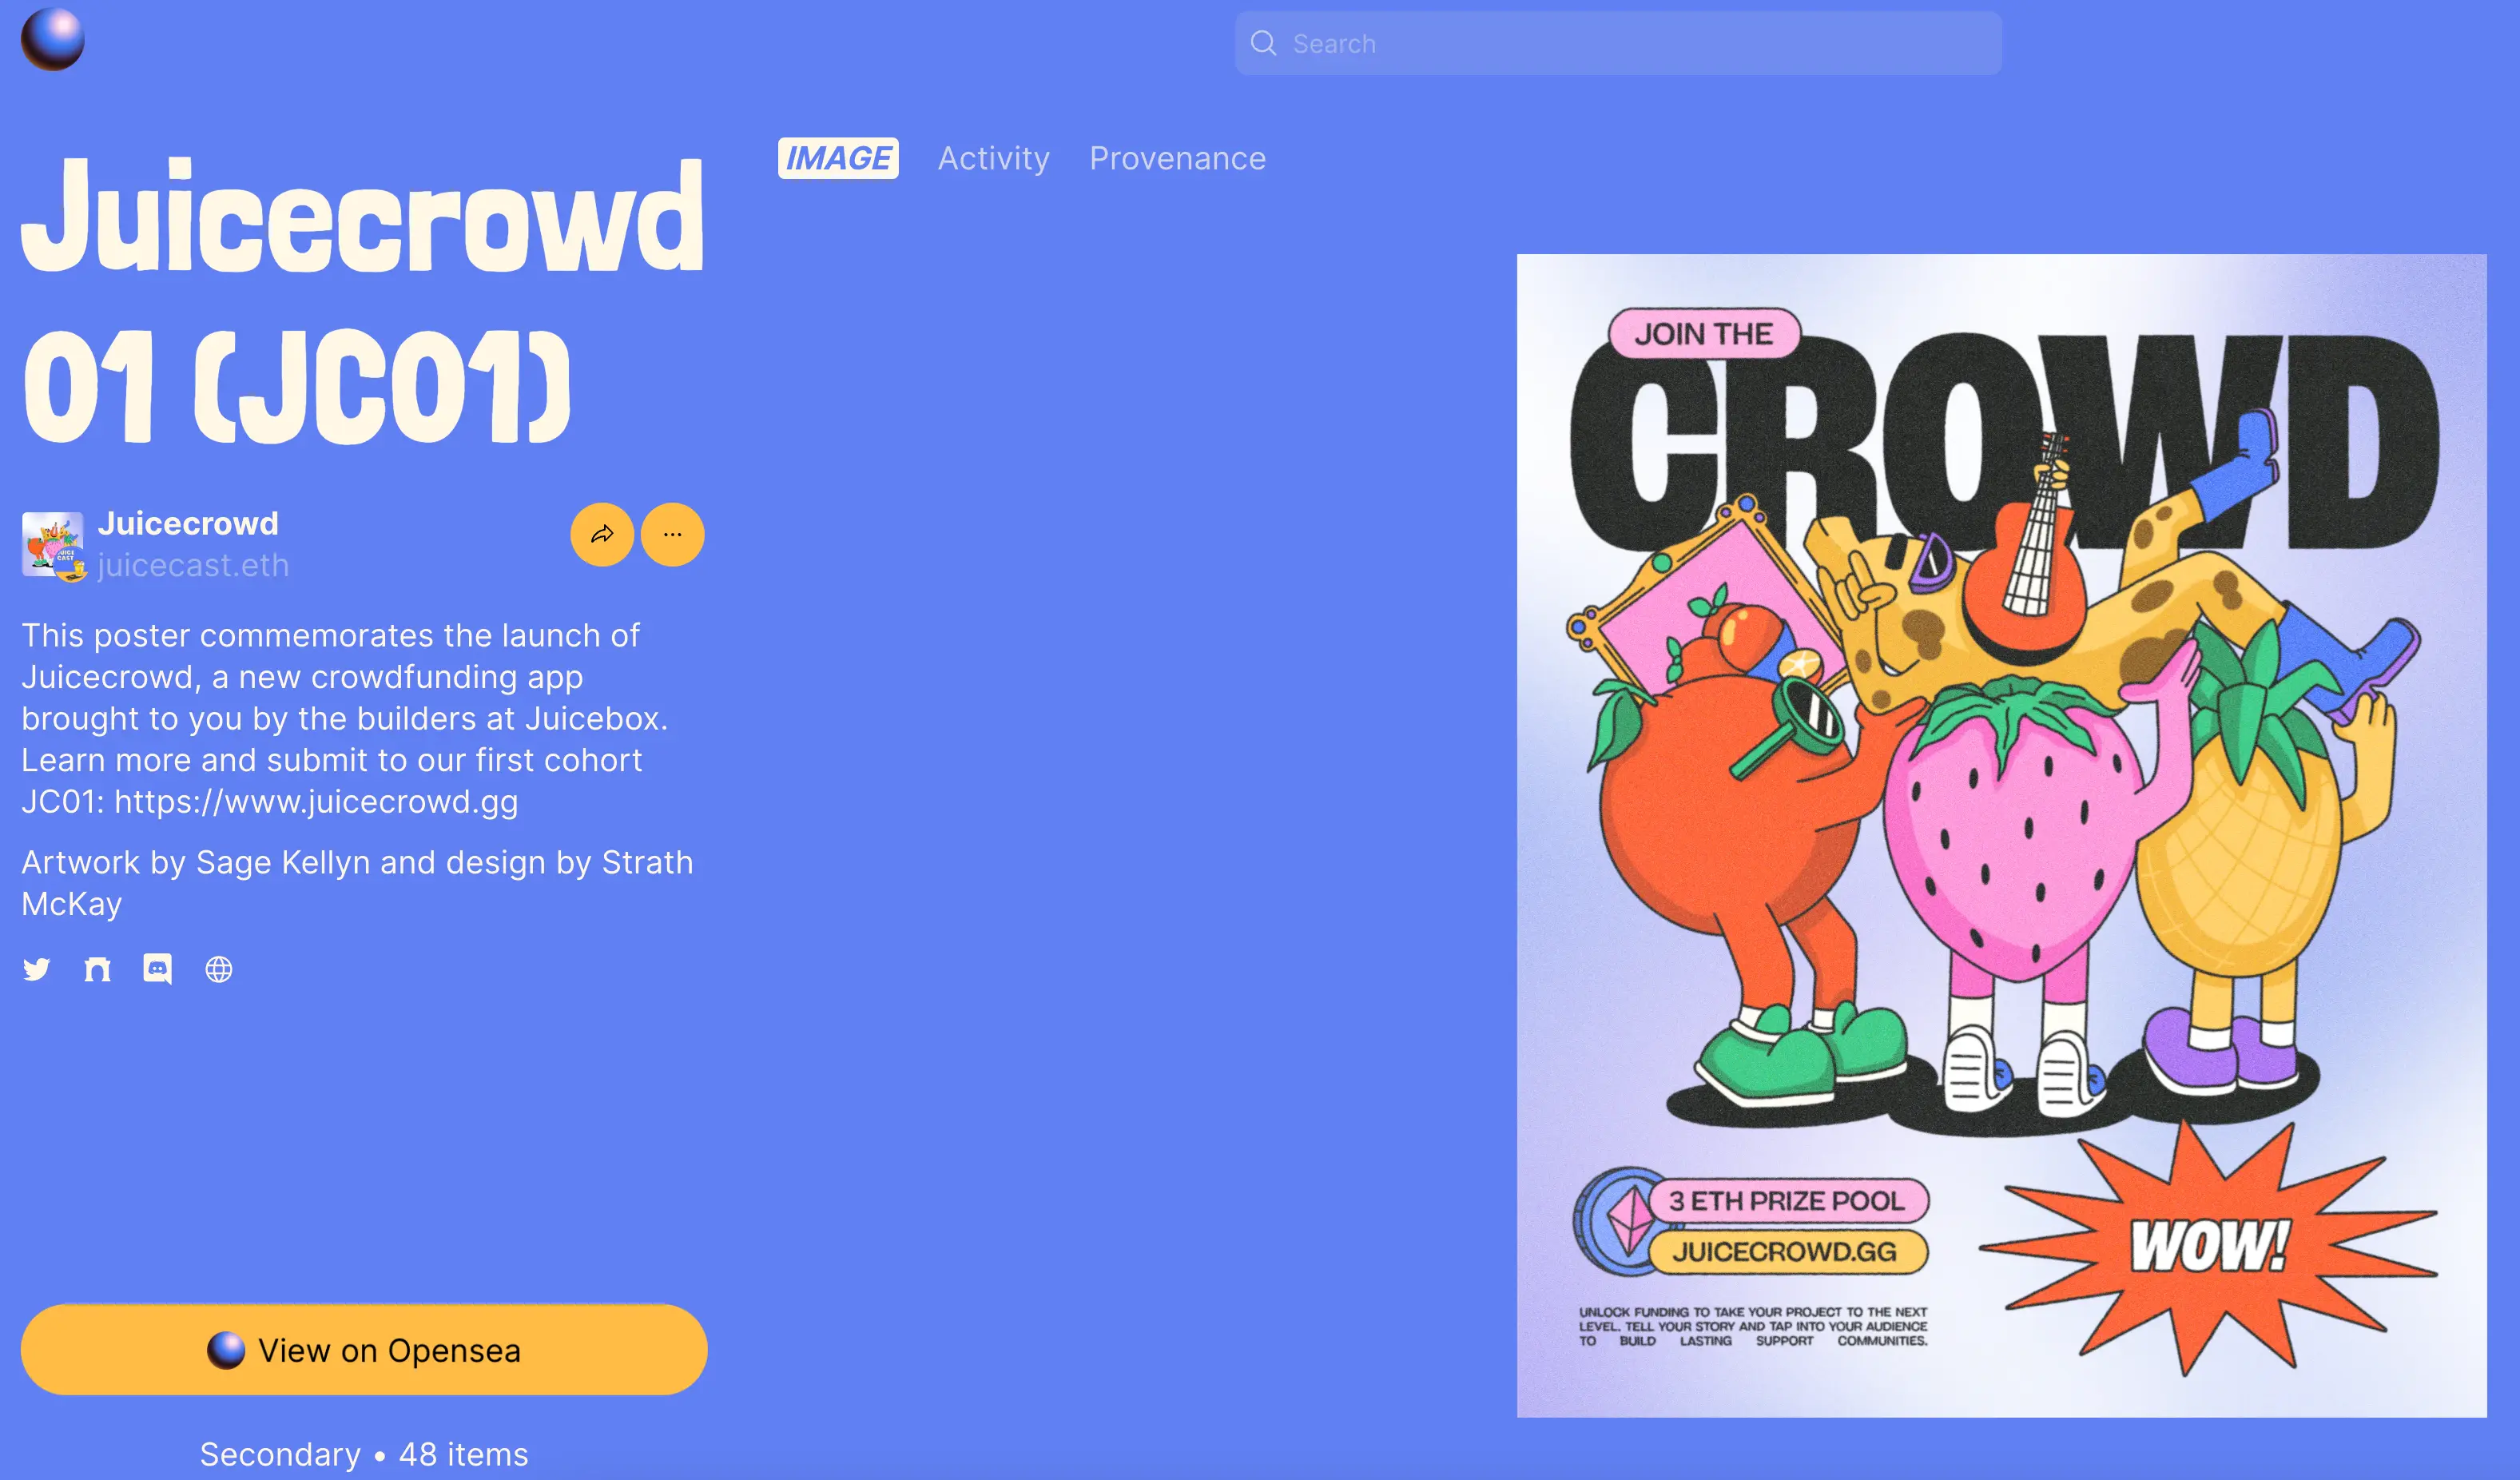 Search
IMAGE
Activity
Provenance
Juicecrowd
01 (JC01)
Juicecrowd
juicecast.eth
JUICE
CAST
This poster commemorates the launch of
Juicecrowd, a new crowdfunding app
brought to you by the builders at Juicebox.
Learn more and submit to our first cohort
JC01: https://www.juicecrowd.gg
Artwork by Sage Kellyn and design by Strath
McKay
View on Opensea
Secondary • 48 items
JOIN THE
CROWD
3 ETH PRIZE POOL
JUICECROWD.GG
WOW!
UNLOCK FUNDING TO TAKE YOUR PROJECT TO THE NEXT
LEVEL. TELL YOUR STORY AND TAP INTO YOUR AUDIENCE
TO BUILD LASTING SUPPORT COMMUNITIES.